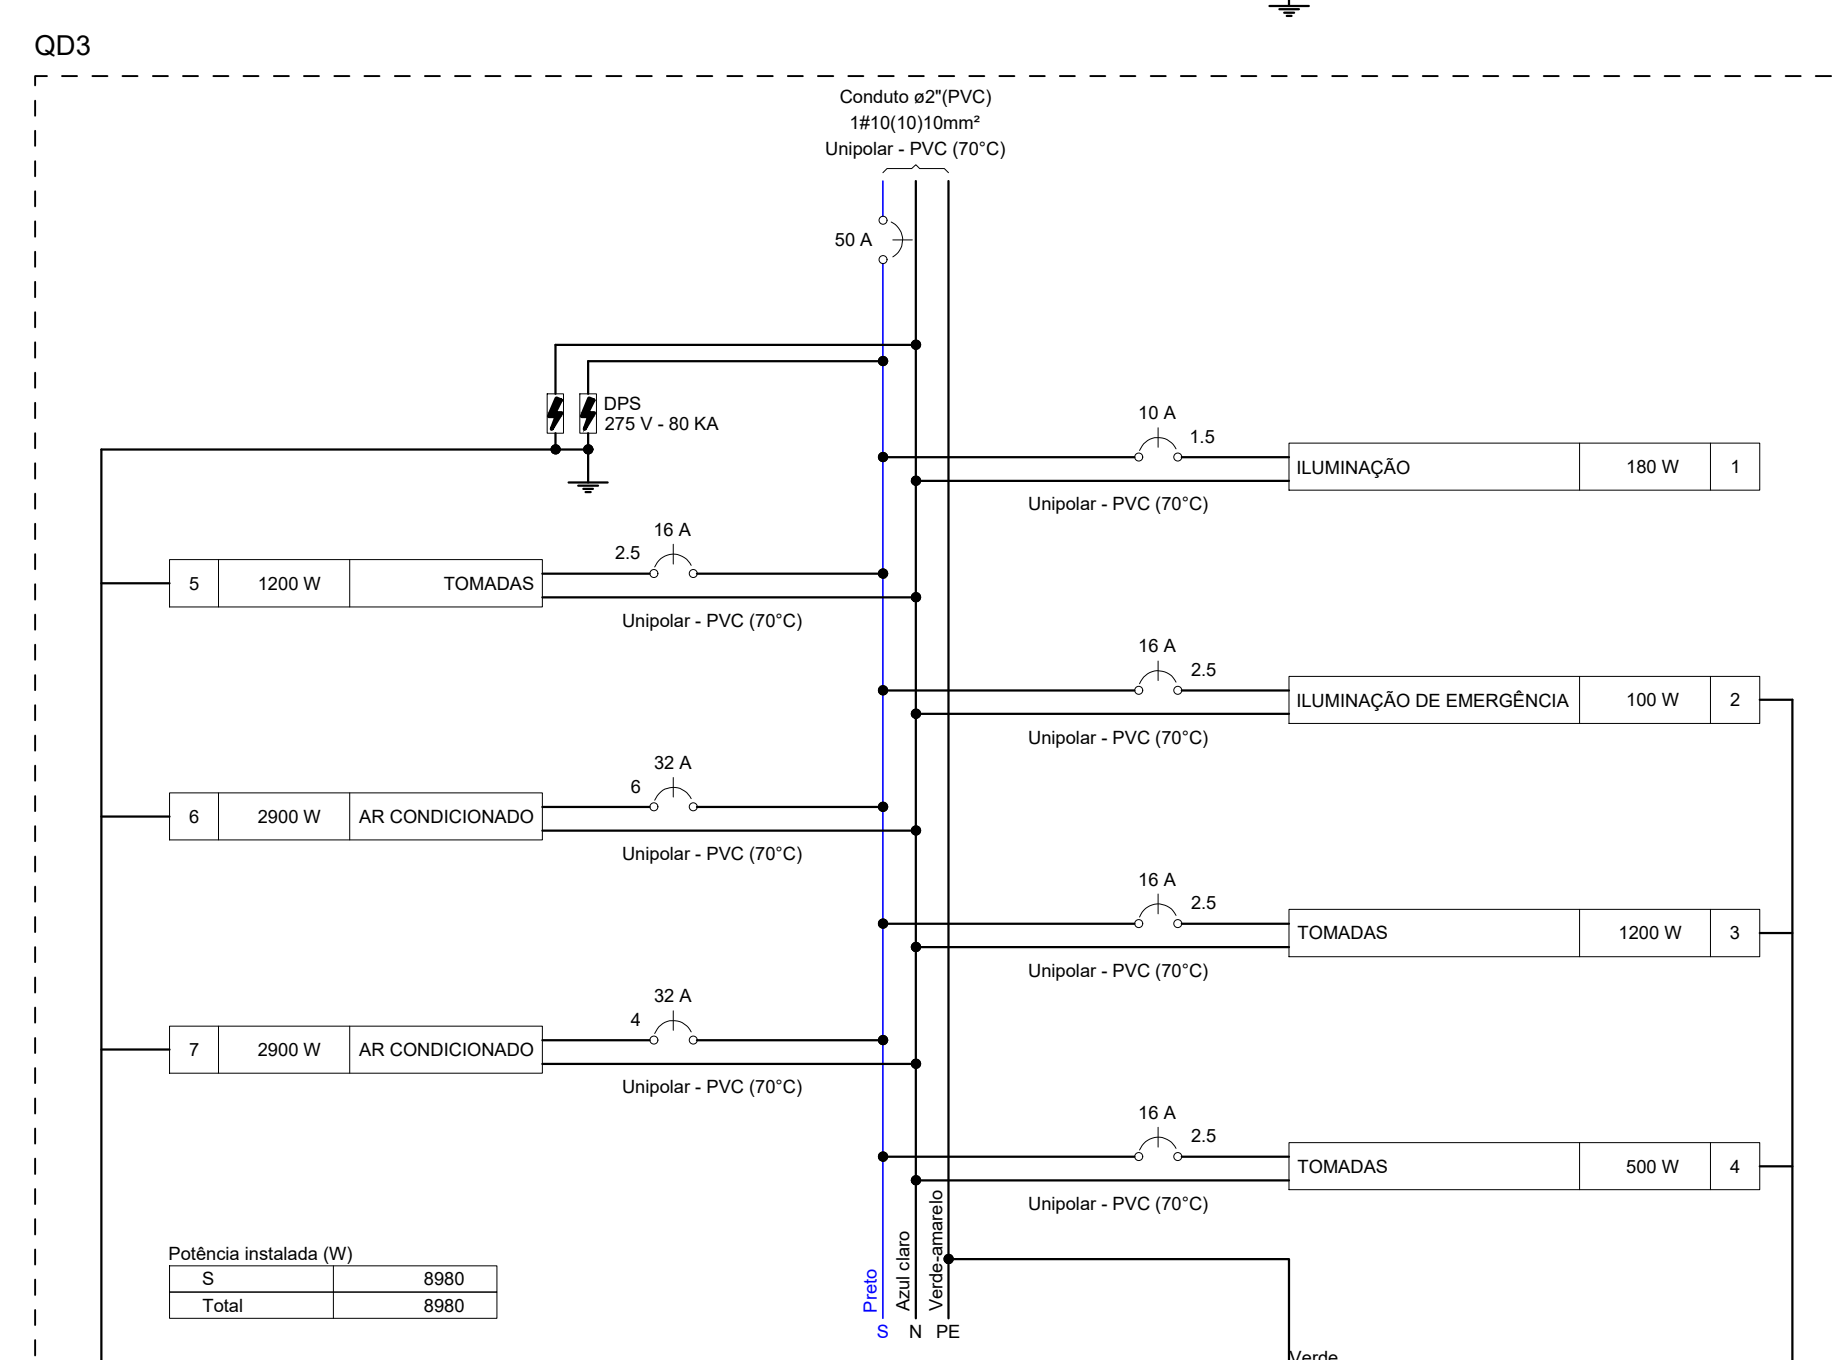 QD3
Conduto ø2"(PVC)
1#10(10)10mm²
Unipolar - PVC (70°C)
50 A
DPS
275 V - 80 KA
10 A
1.5
ILUMINAÇÃO 180 W 1
Unipolar - PVC (70°C)
16 A
2.5
5 1200 W TOMADAS
Unipolar - PVC (70°C)
16 A
2.5
ILUMINAÇÃO DE EMERGÊNCIA 100 W 2
Unipolar - PVC (70°C)
32 A
6
6 2900 W AR CONDICIONADO
Unipolar - PVC (70°C)
16 A
2.5
TOMADAS 1200 W 3
Unipolar - PVC (70°C)
32 A
4
7 2900 W AR CONDICIONADO
Unipolar - PVC (70°C)
16 A
2.5
TOMADAS 500 W 4
Unipolar - PVC (70°C)
Potência instalada (W)
S 8980
Total 8980
Preto
Azul claro
Verde-amarelo
S N PE
Verde